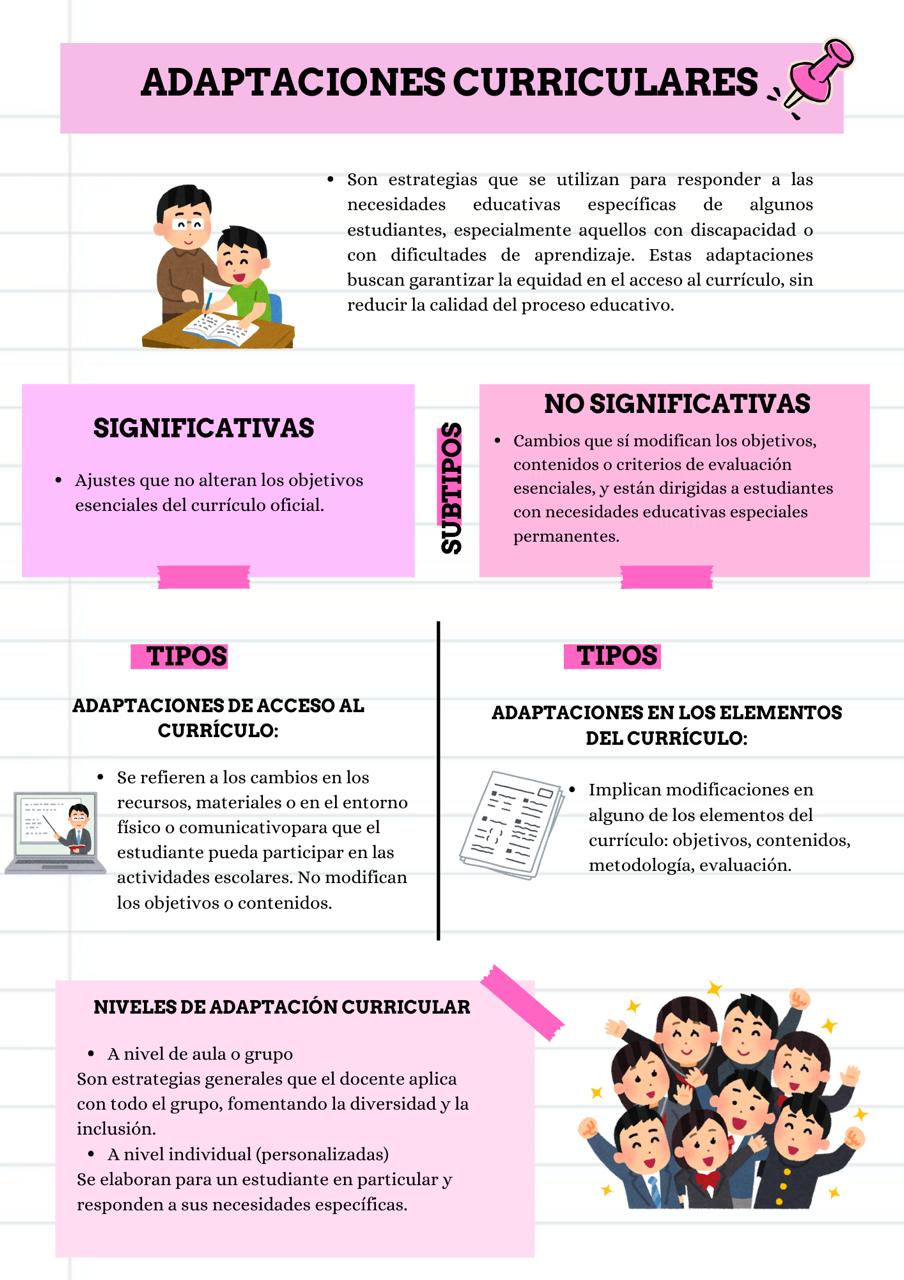 ADAPTACIONES CURRICULARES
• Son estrategias que se utilizan para responder a las
necesidades educativas específicas de algunos
estudiantes, especialmente aquellos con discapacidad o
con dificultades de aprendizaje. Estas adaptaciones
buscan garantizar la equidad en el acceso al currículo, sin
reducir la calidad del proceso educativo.
SIGNIFICATIVAS
• Ajustes que no alteran los objetivos
esenciales del currículo oficial.
SUBTIPOS
NO SIGNIFICATIVAS
• Cambios que sí modifican los objetivos,
contenidos o criterios de evaluación
esenciales, y están dirigidas a estudiantes
con necesidades educativas especiales
permanentes.
TIPOS
ADAPTACIONES DE ACCESO AL
CURRÍCULO:
• Se refieren a los cambios en los
recursos, materiales o en el entorno
físico o comunicativopara que el
estudiante pueda participar en las
actividades escolares. No modifican
los objetivos o contenidos.
TIPOS
ADAPTACIONES EN LOS ELEMENTOS
DEL CURRÍCULO:
• Implican modificaciones en
alguno de los elementos del
currículo: objetivos, contenidos,
metodología, evaluación.
NIVELES DE ADAPTACIÓN CURRICULAR
• A nivel de aula o grupo
Son estrategias generales que el docente aplica
con todo el grupo, fomentando la diversidad y la
inclusión.
• A nivel individual (personalizadas)
Se elaboran para un estudiante en particular y
responden a sus necesidades específicas.